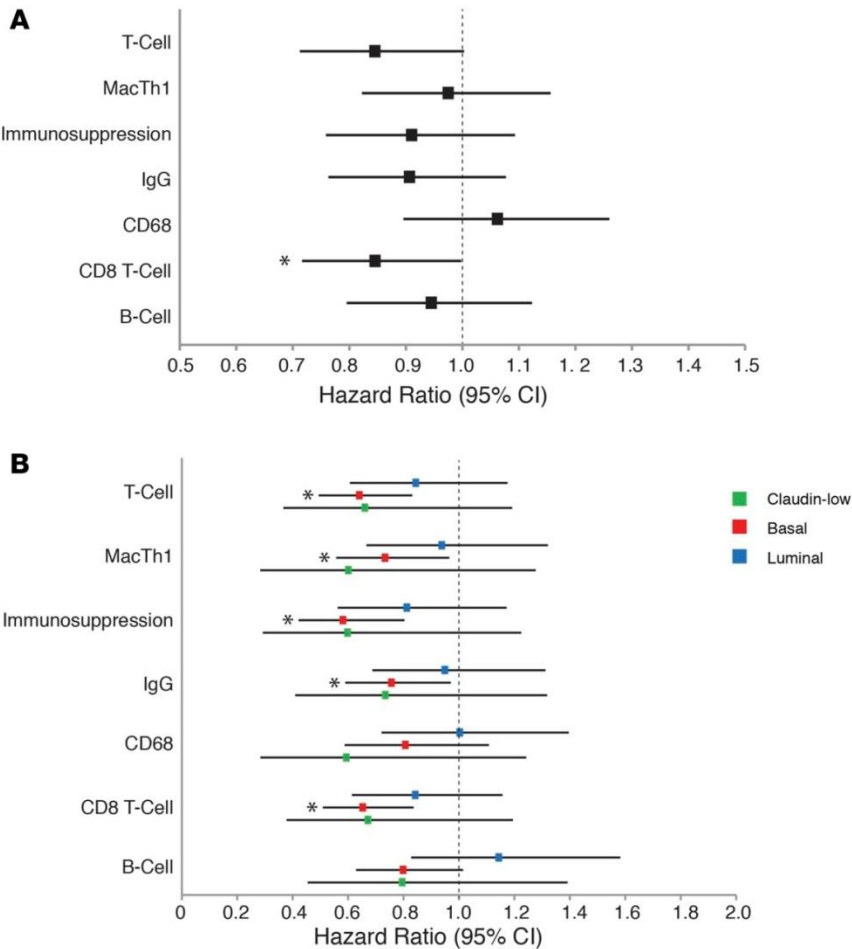 A
T-Cell
MacTh1
Immunosuppression
IgG
CD68
*
CD8 T-Cell
B-Cell
0.5 0.6 0.7 0.8 0.9 1.0 1.1 1. 2 1.3 1.4 1.5
Hazard Ratio (95% CI)
B
T-Cell
*
Claudin-low
Basal
Luminal
MacTh1
*
Immunosuppression
*
IgG
*
CD68
CD8 T-Cell
*
B-Cell
0 0.2 0.4 0.6 0.8 1.0 1.2 1.4 1.6 1.8 2.0
Hazard Ratio (95% CI)